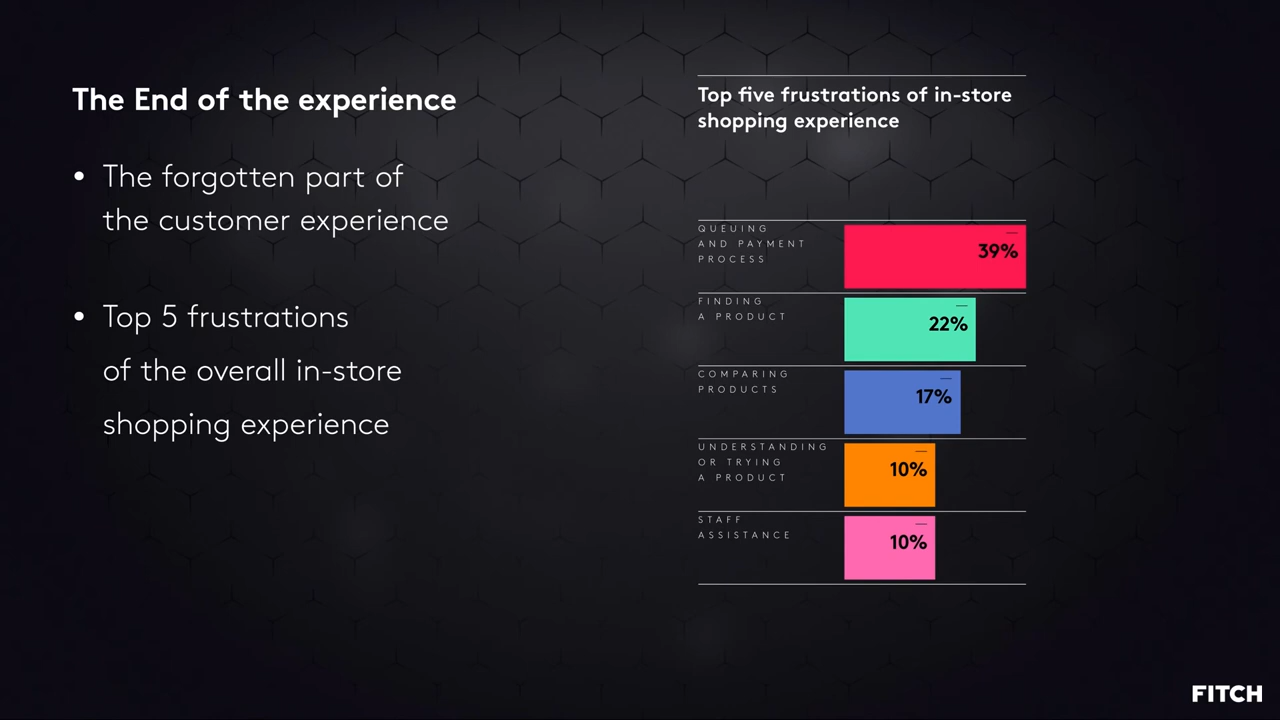 The End of the experience
• The forgotten part of
the customer experience
• Top 5 frustrations
of the overall in-store
shopping experience
Top five frustrations of in-store
shopping experience
QUEUING
AND PAYMENT
PROCESS
39%
FINDING
A PRODUCT
22%
COMPARING
PRODUCTS
17%
UNDERSTANDING
OR TRYING
A PRODUCT
10%
STAFF
ASSISTANCE
10%
FITCH